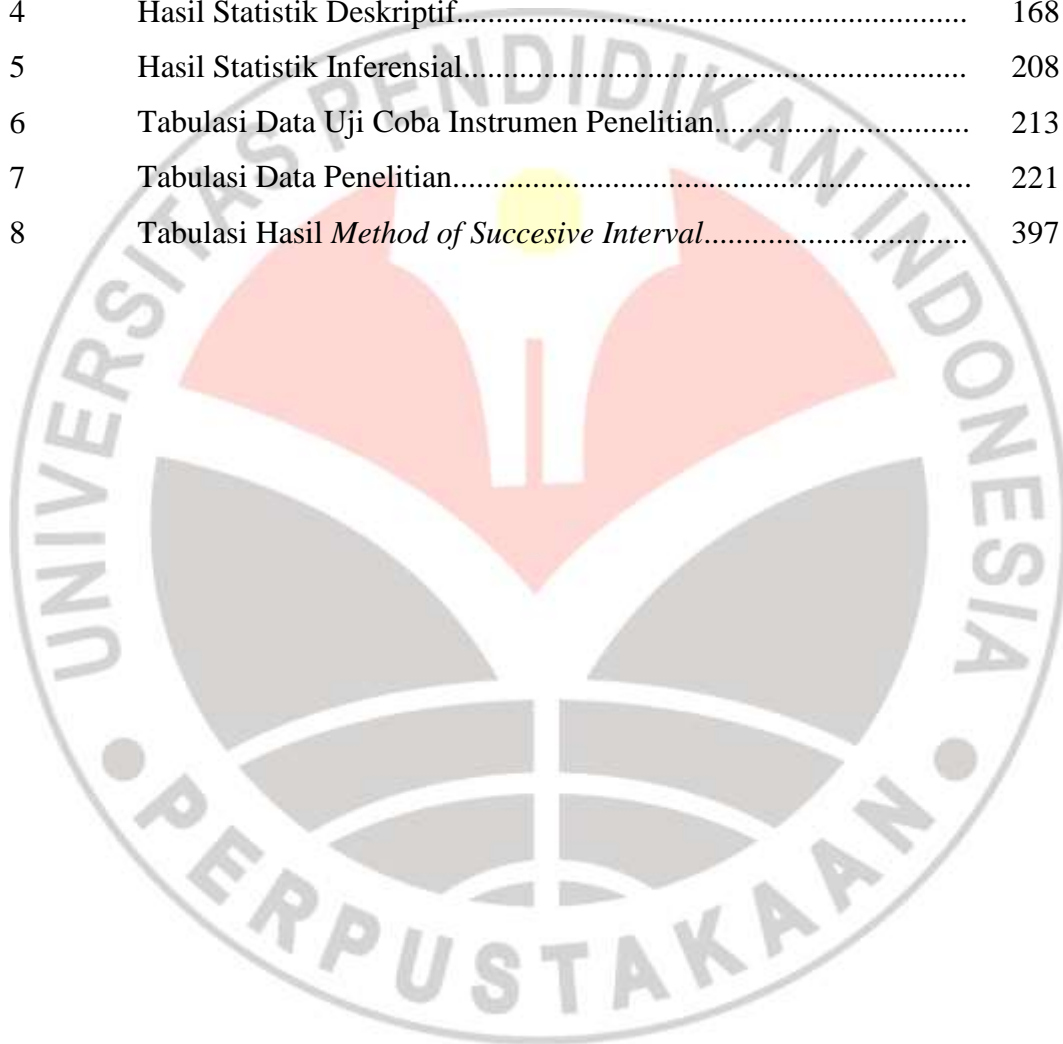 4 Hasil Statistik Deskriptif................................................................ 168
5 Hasil Statistik Inferensial............................................................... 208
6 Tabulasi Data Uji Coba Instrumen Penelitian................................ 213
7 Tabulasi Data Penelitian................................................................. 221
8 Tabulasi Hasil Method of Succesive Interval................................. 397
UNIVERSITAS PENDIDIKAN INDONESIA
PERPUSTAKAAN